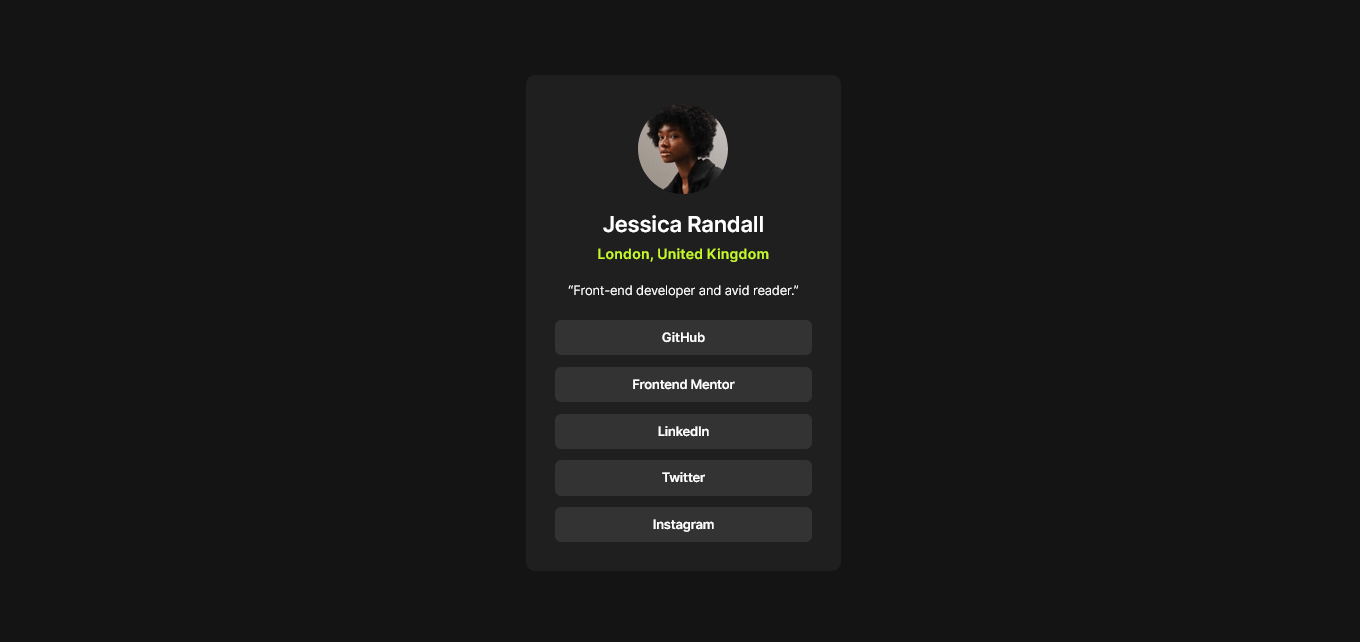 Jessica Randall
London, United Kingdom
“Front-end developer and avid reader.”
GitHub
Frontend Mentor
LinkedIn
Twitter
Instagram